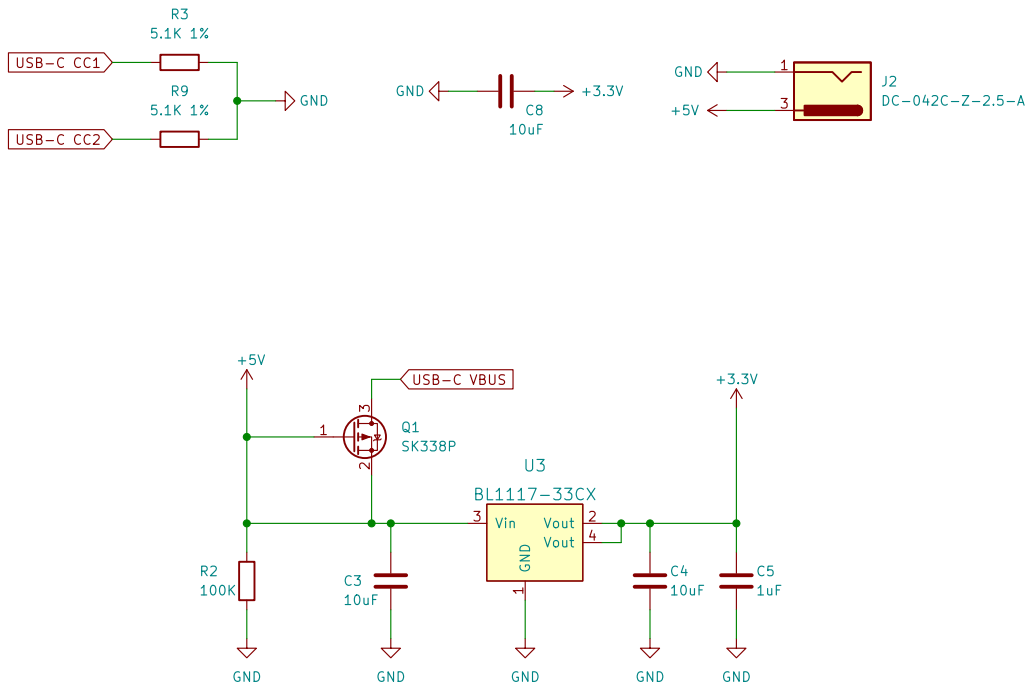 R3
5.1K 1%
USB-C CC1
R9
5.1K 1%
USB-C CC2
GND
GND
C8
10uF
+3.3V
GND
1
+5V
3
J2
DC-042C-Z-2.5-A
+5V
USB-C VBUS
3
1
2
Q1
SK338P
+3.3V
U3
BL1117-33CX
3
Vin
Vout
2
Vout
4
GND
1
R2
100K
C3
10uF
C4
10uF
C5
1uF
GND
GND
GND
GND
GND